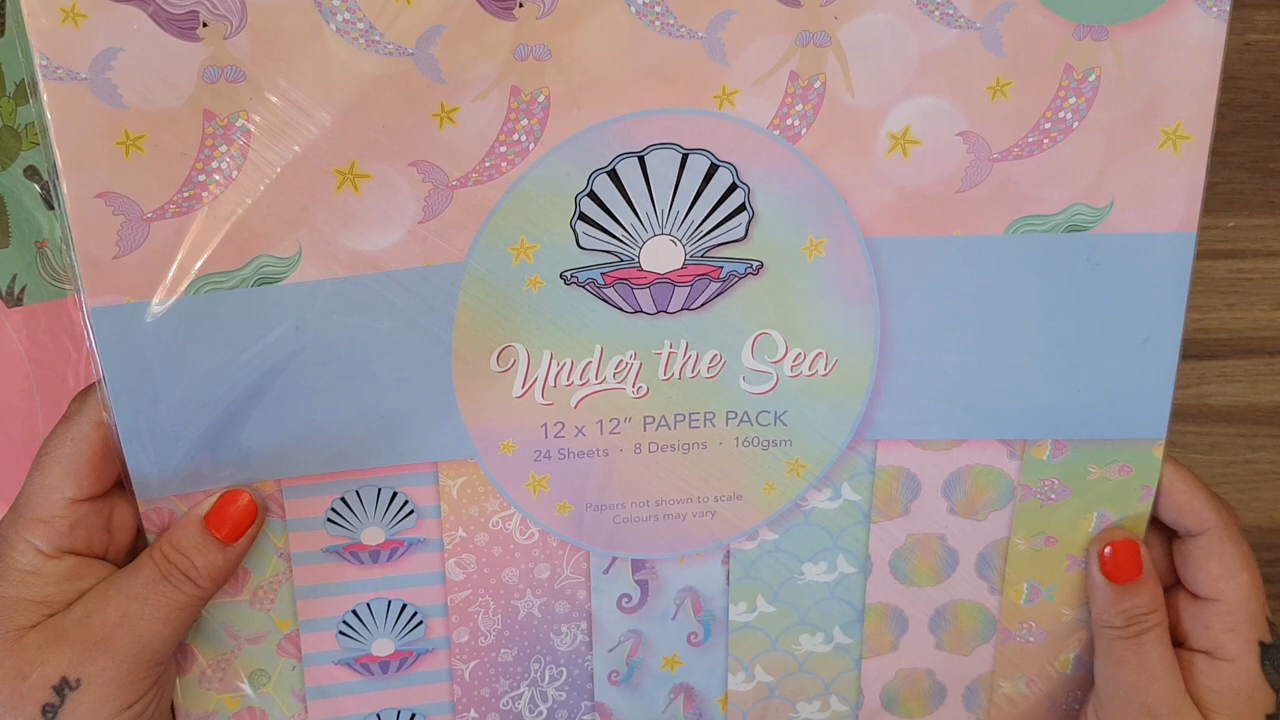 Under the Sea
12 x 12” PAPER PACK
24 Sheets · 8 Designs · 160gsm
Papers not shown to scale
Colours may vary